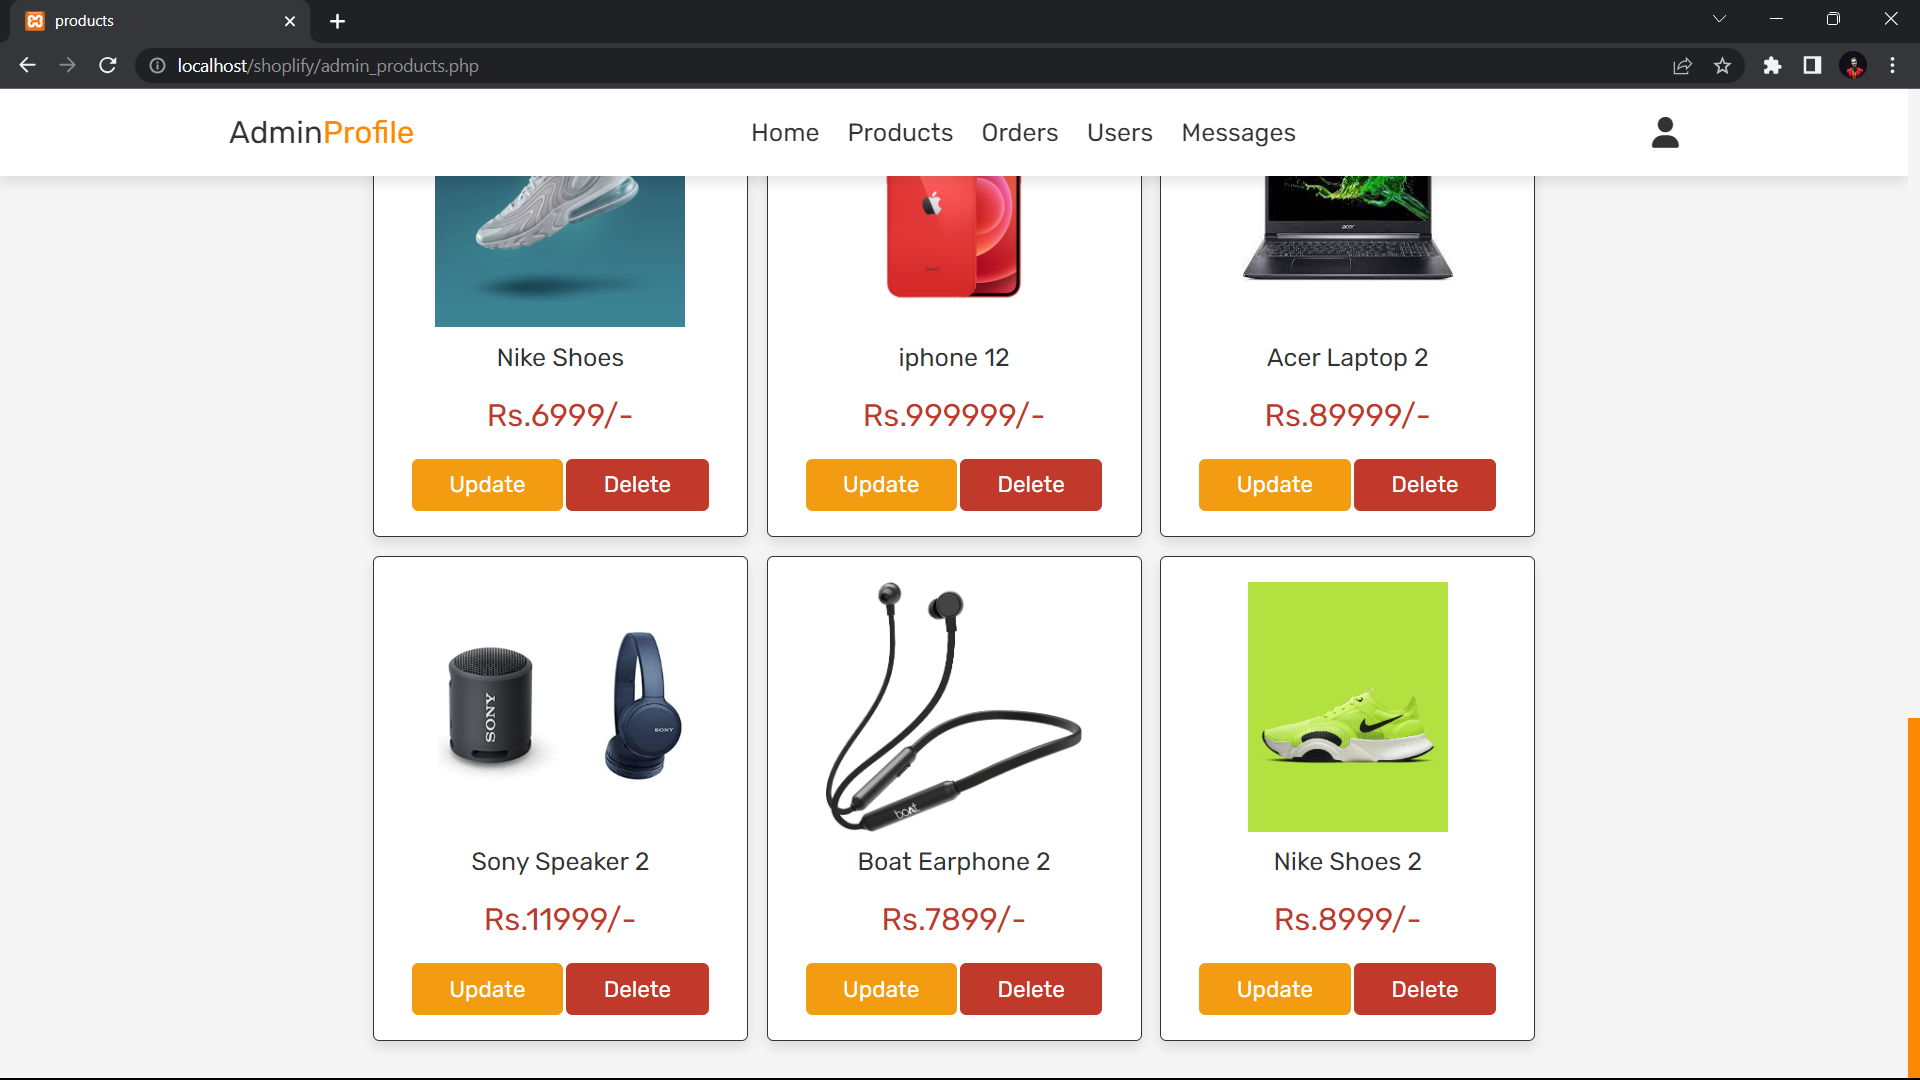 products
localhost/shoplify/admin_products.php
AdminProfile
Home Products Orders Users Messages
acer
Nike Shoes
iphone 12
Acer Laptop 2
Rs.6999/-
Rs.999999/-
Rs.89999/-
Update Delete
Update Delete
Update Delete
SONY
SONY
boAt
Sony Speaker 2
Boat Earphone 2
Nike Shoes 2
Rs.11999/-
Rs.7899/-
Rs.8999/-
Update Delete
Update Delete
Update Delete